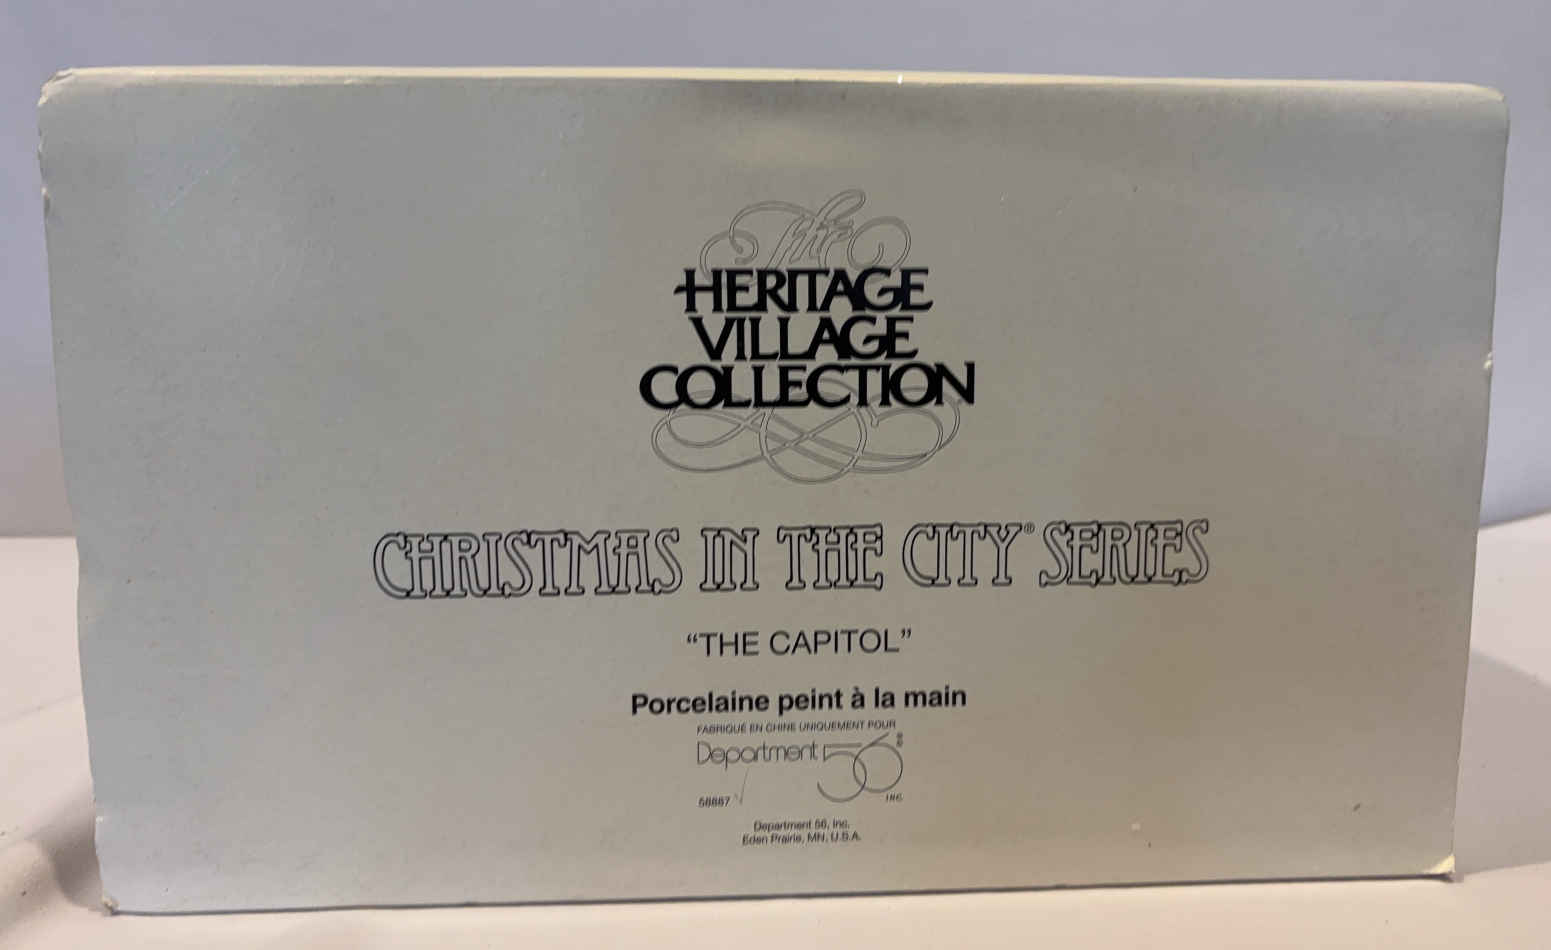 The
HERITAGE
VILLAGE
COLLECTION
CHRISTMAS IN THE CITY® SERIES
“THE CAPITOL”
Porcelaine peint à la main
FABRIQUÉ EN CHINE UNIQUEMENT POUR
Department 56®
58887
INC
Department 56, Inc.
Eden Prairie, MN, U.S.A.